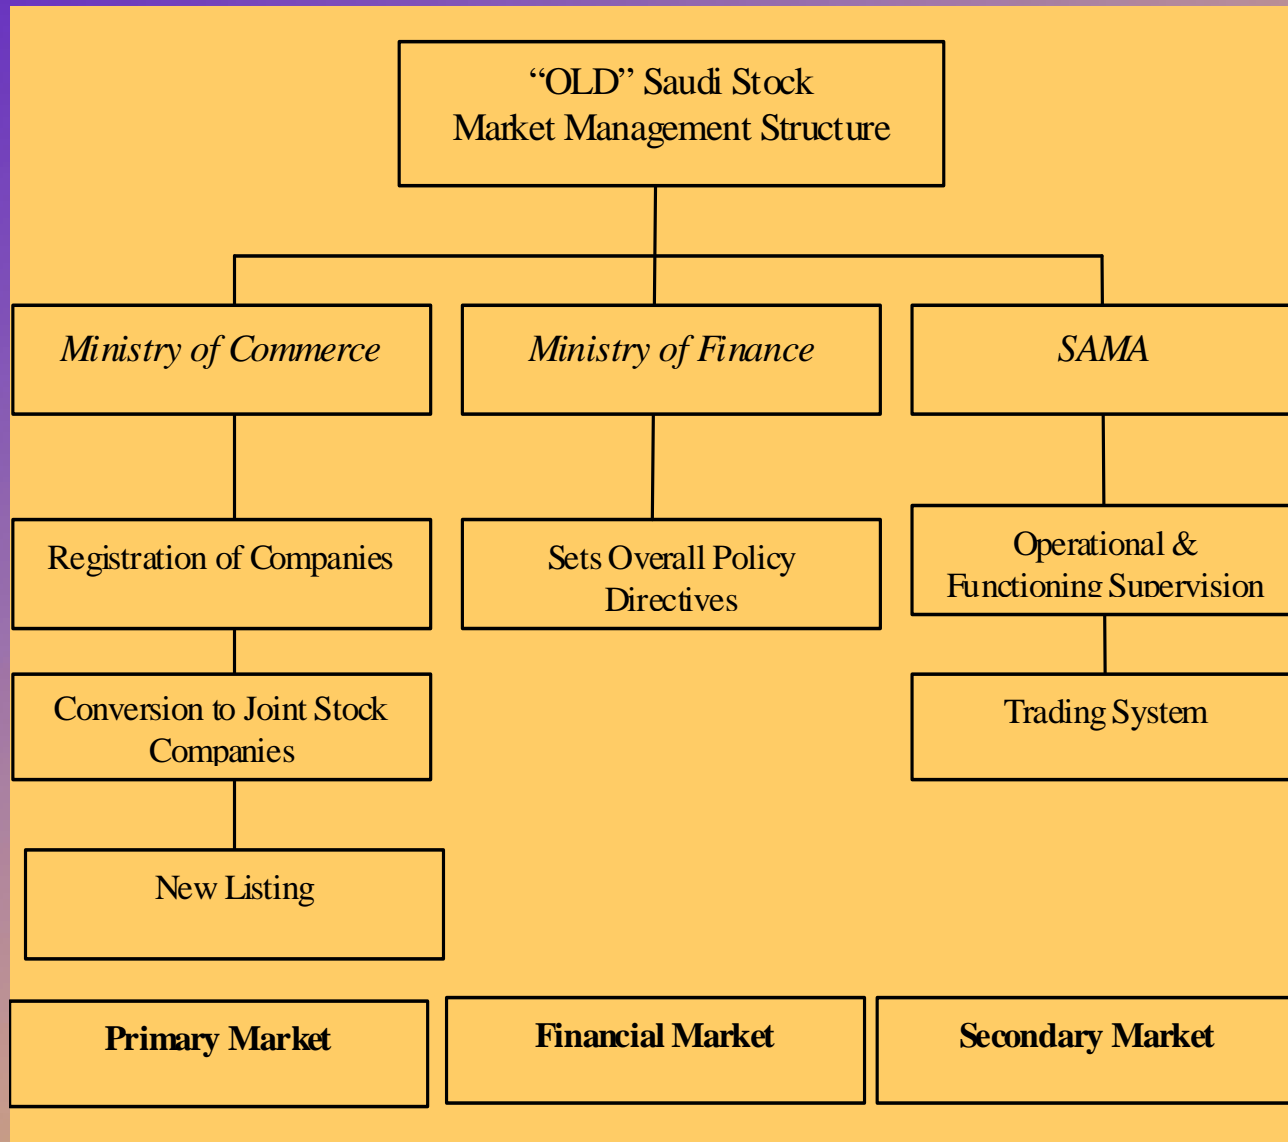 “OLD” Saudi Stock
Market Management Structure
Ministry of Commerce
Ministry of Finance
SAMA
Registration of Companies
Sets Overall Policy
Directives
Operational &
Functioning Supervision
Conversion to Joint Stock
Companies
Trading System
New Listing
Primary Market
Financial Market
Secondary Market